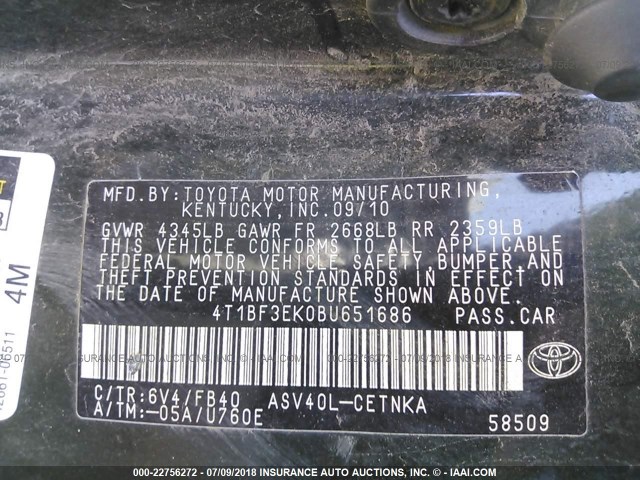 MFD. BY: TOYOTA MOTOR MANUFACTURING,
KENTUCKY, INC. 09/10
GVWR 4345LB GAWR FR 2668LB RR 2359LB
THIS VEHICLE CONFORMS TO ALL APPLICABLE
FEDERAL MOTOR VEHICLE SAFETY, BUMPER, AND
THEFT PREVENTION STANDARDS IN EFFECT ON
THE DATE OF MANUFACTURE SHOWN ABOVE.
4T1BF3EK0BU651686 PASS.CAR
C/TR:6V4/FB40 ASV40L-CETNKA
A/TM:-05A/U760E
58509
4M
06511
000-22756272 - 07/09/2018 - INSURANCE AUTO AUCTIONS, INC. - © - IAAI.COM